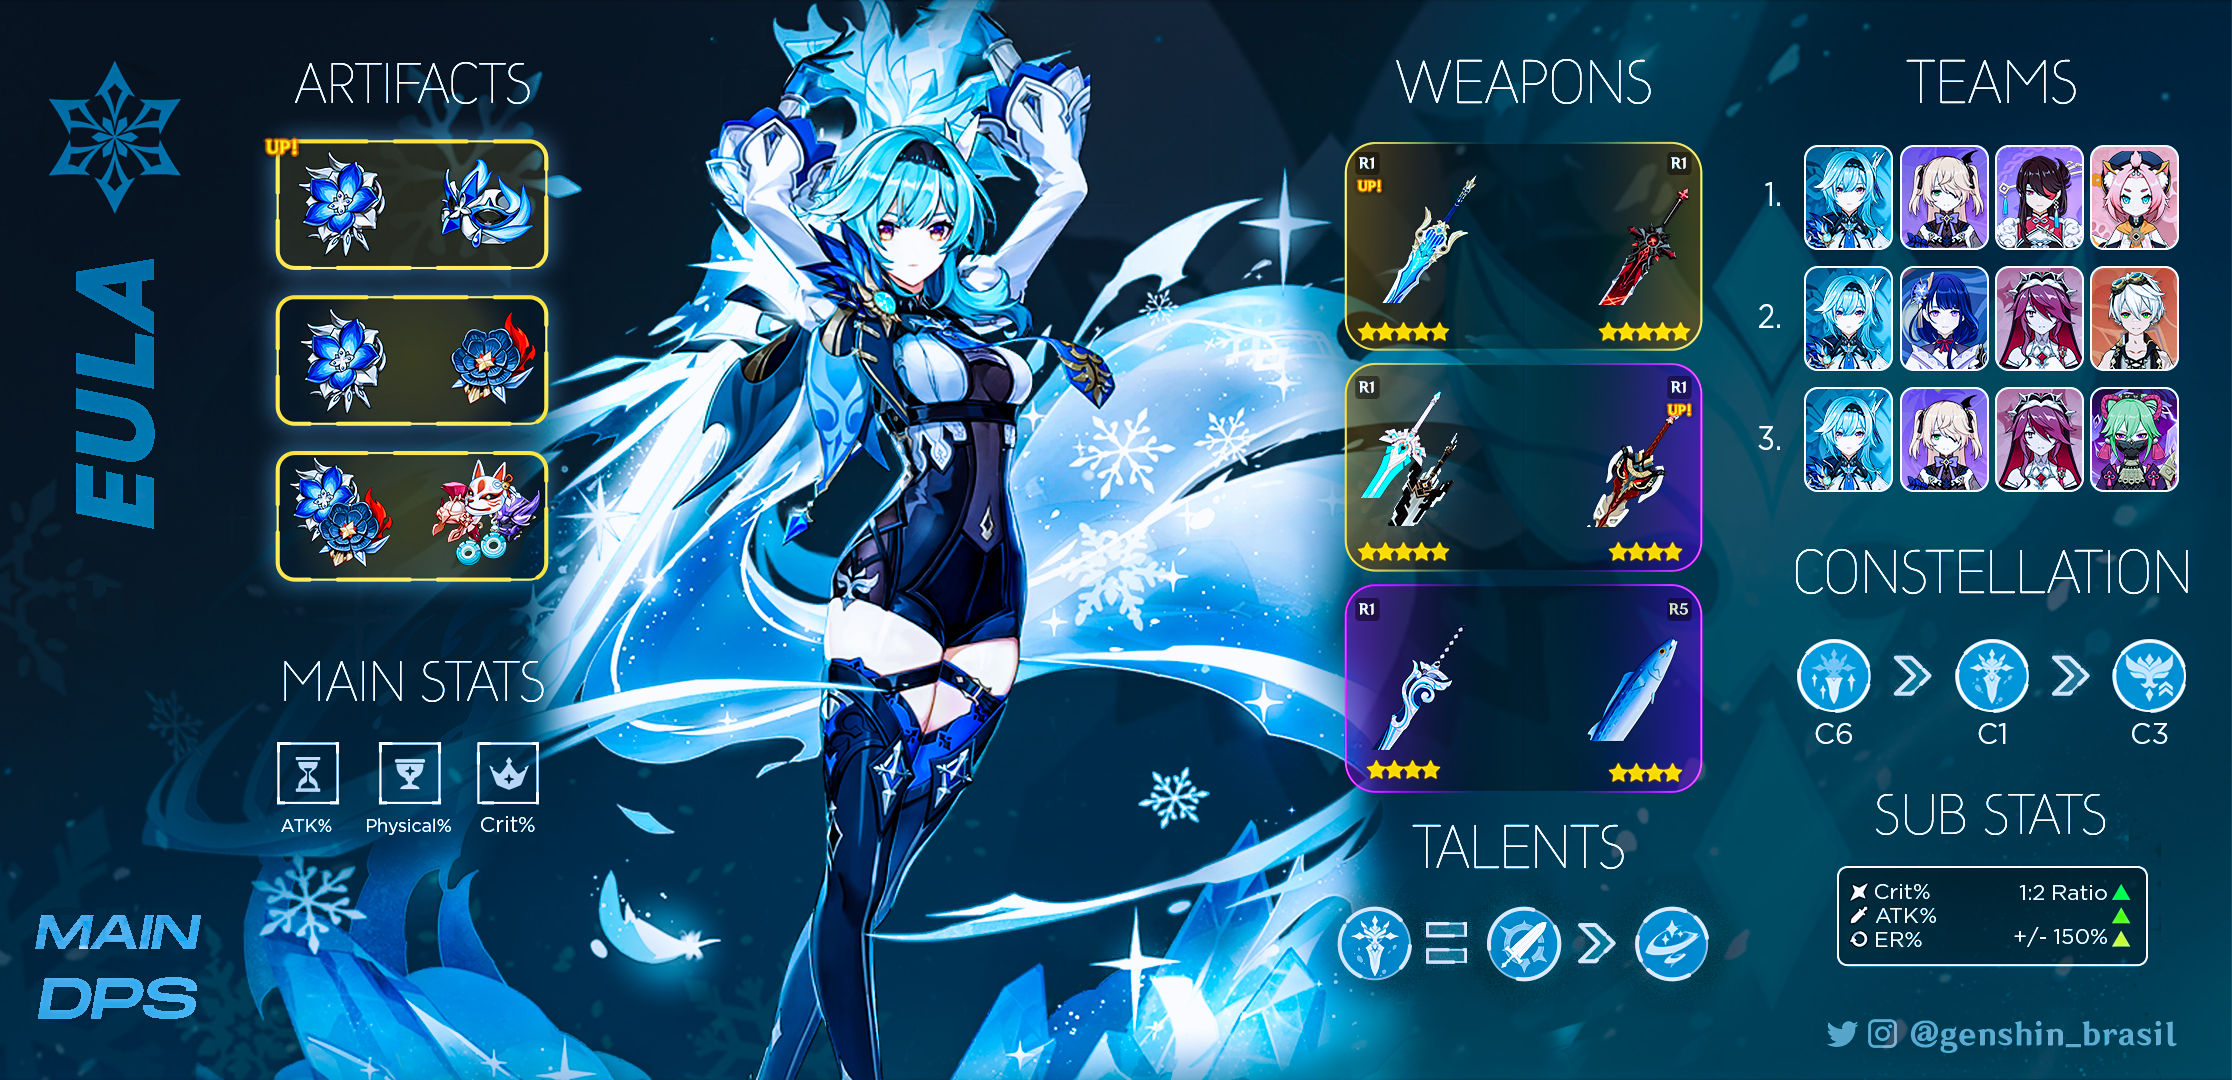 EULA
MAIN
DPS
ARTIFACTS
UP!
MAIN STATS
ATK%
Physical%
Crit%
WEAPONS
R1
R1
UP!
R1
R1
UP!
R1
R5
TALENTS
TEAMS
1.
2.
3.
CONSTELLATION
C6
C1
C3
SUB STATS
Crit% 1:2 Ratio
ATK%
ER% +/- 150%
@genshin_brasil